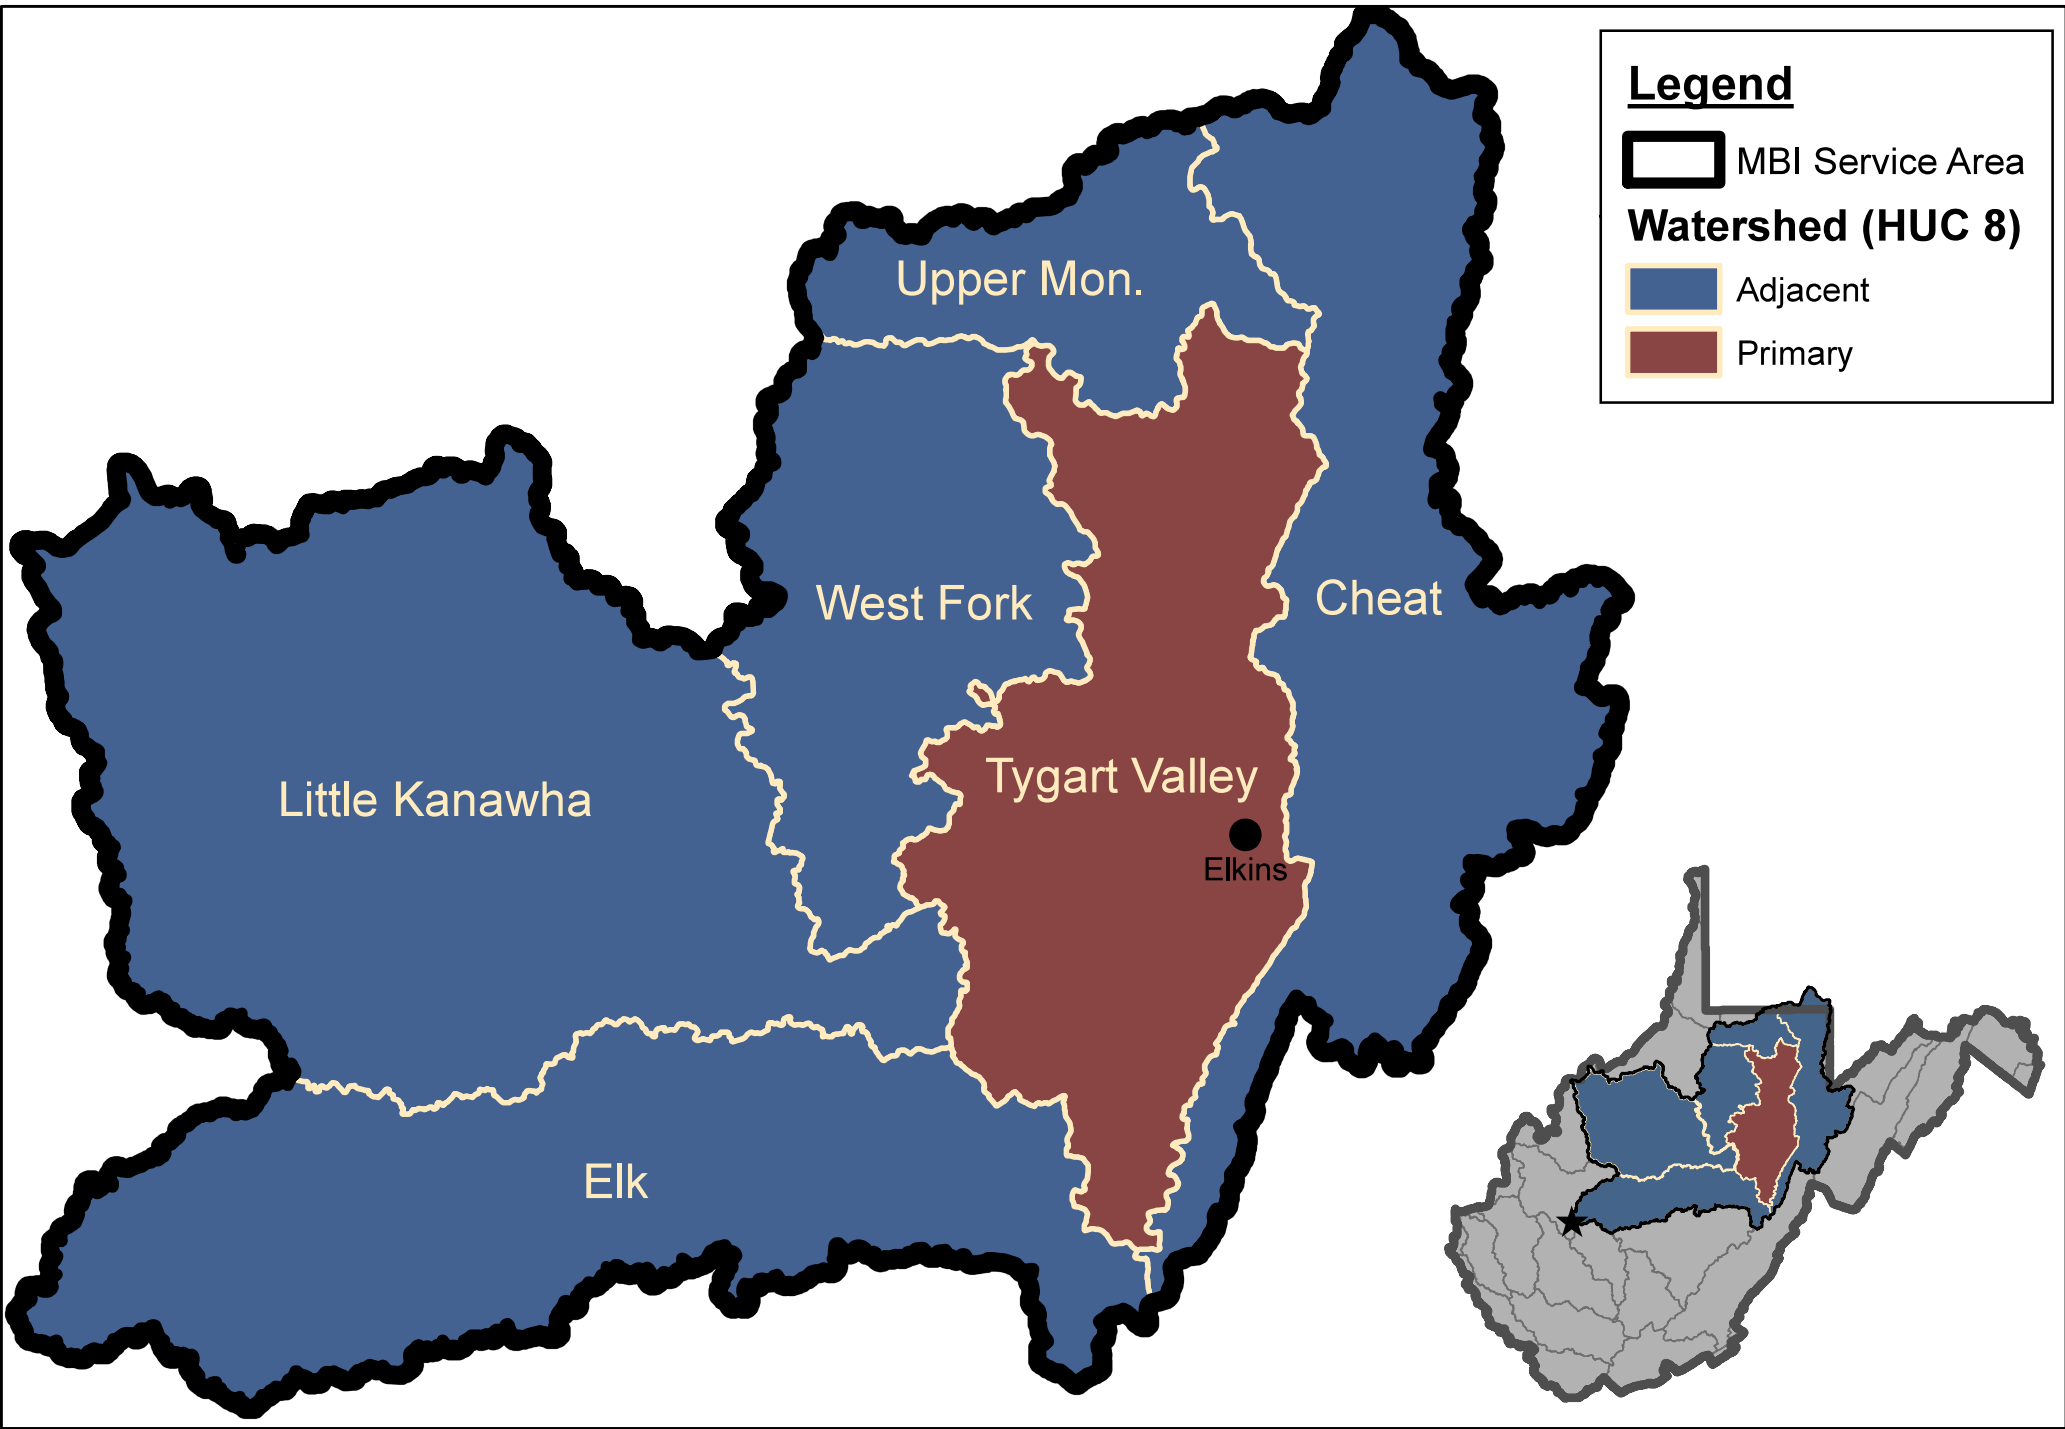 Legend
MBI Service Area
Watershed (HUC 8)
Adjacent
Primary
Upper Mon.
West Fork
Cheat
Tygart Valley
Little Kanawha
Elkins
Elk